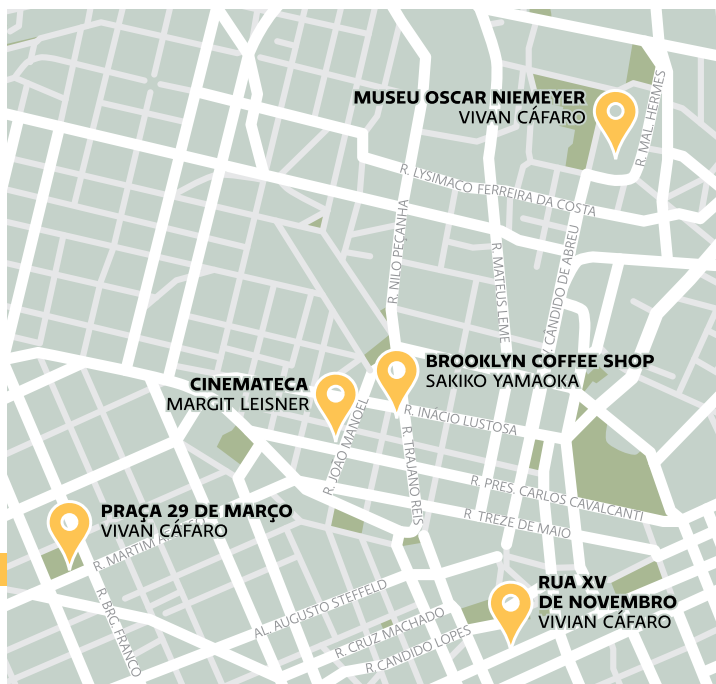 MUSEU OSCAR NIEMEYER
VIVAN CÁFARO
R. MAL. HERMES
R. LYSIMACO FERREIRA DA COSTA
R. NILO PEÇANHA
R. MATEUS LEME
CÂNDIDO DE ABREU
BROOKLYN COFFEE SHOP
SAKIKO YAMAOKA
CINEMATECA
MARGIT LEISNER
R. INÁCIO LUSTOSA
R. JOÃO MANOEL
R. TRAJANO REIS
R. PRES. CARLOS CAVALCANTI
R. TREZE DE MAIO
PRAÇA 29 DE MARÇO
VIVAN CÁFARO
R. MARTIM
R. BRG. FRANCO
AL. AUGUSTO STEFFELD
RUA XV
DE NOVEMBRO
VIVIAN CÁFARO
R. CRUZ MACHADO
R. CANDIDO LOPES